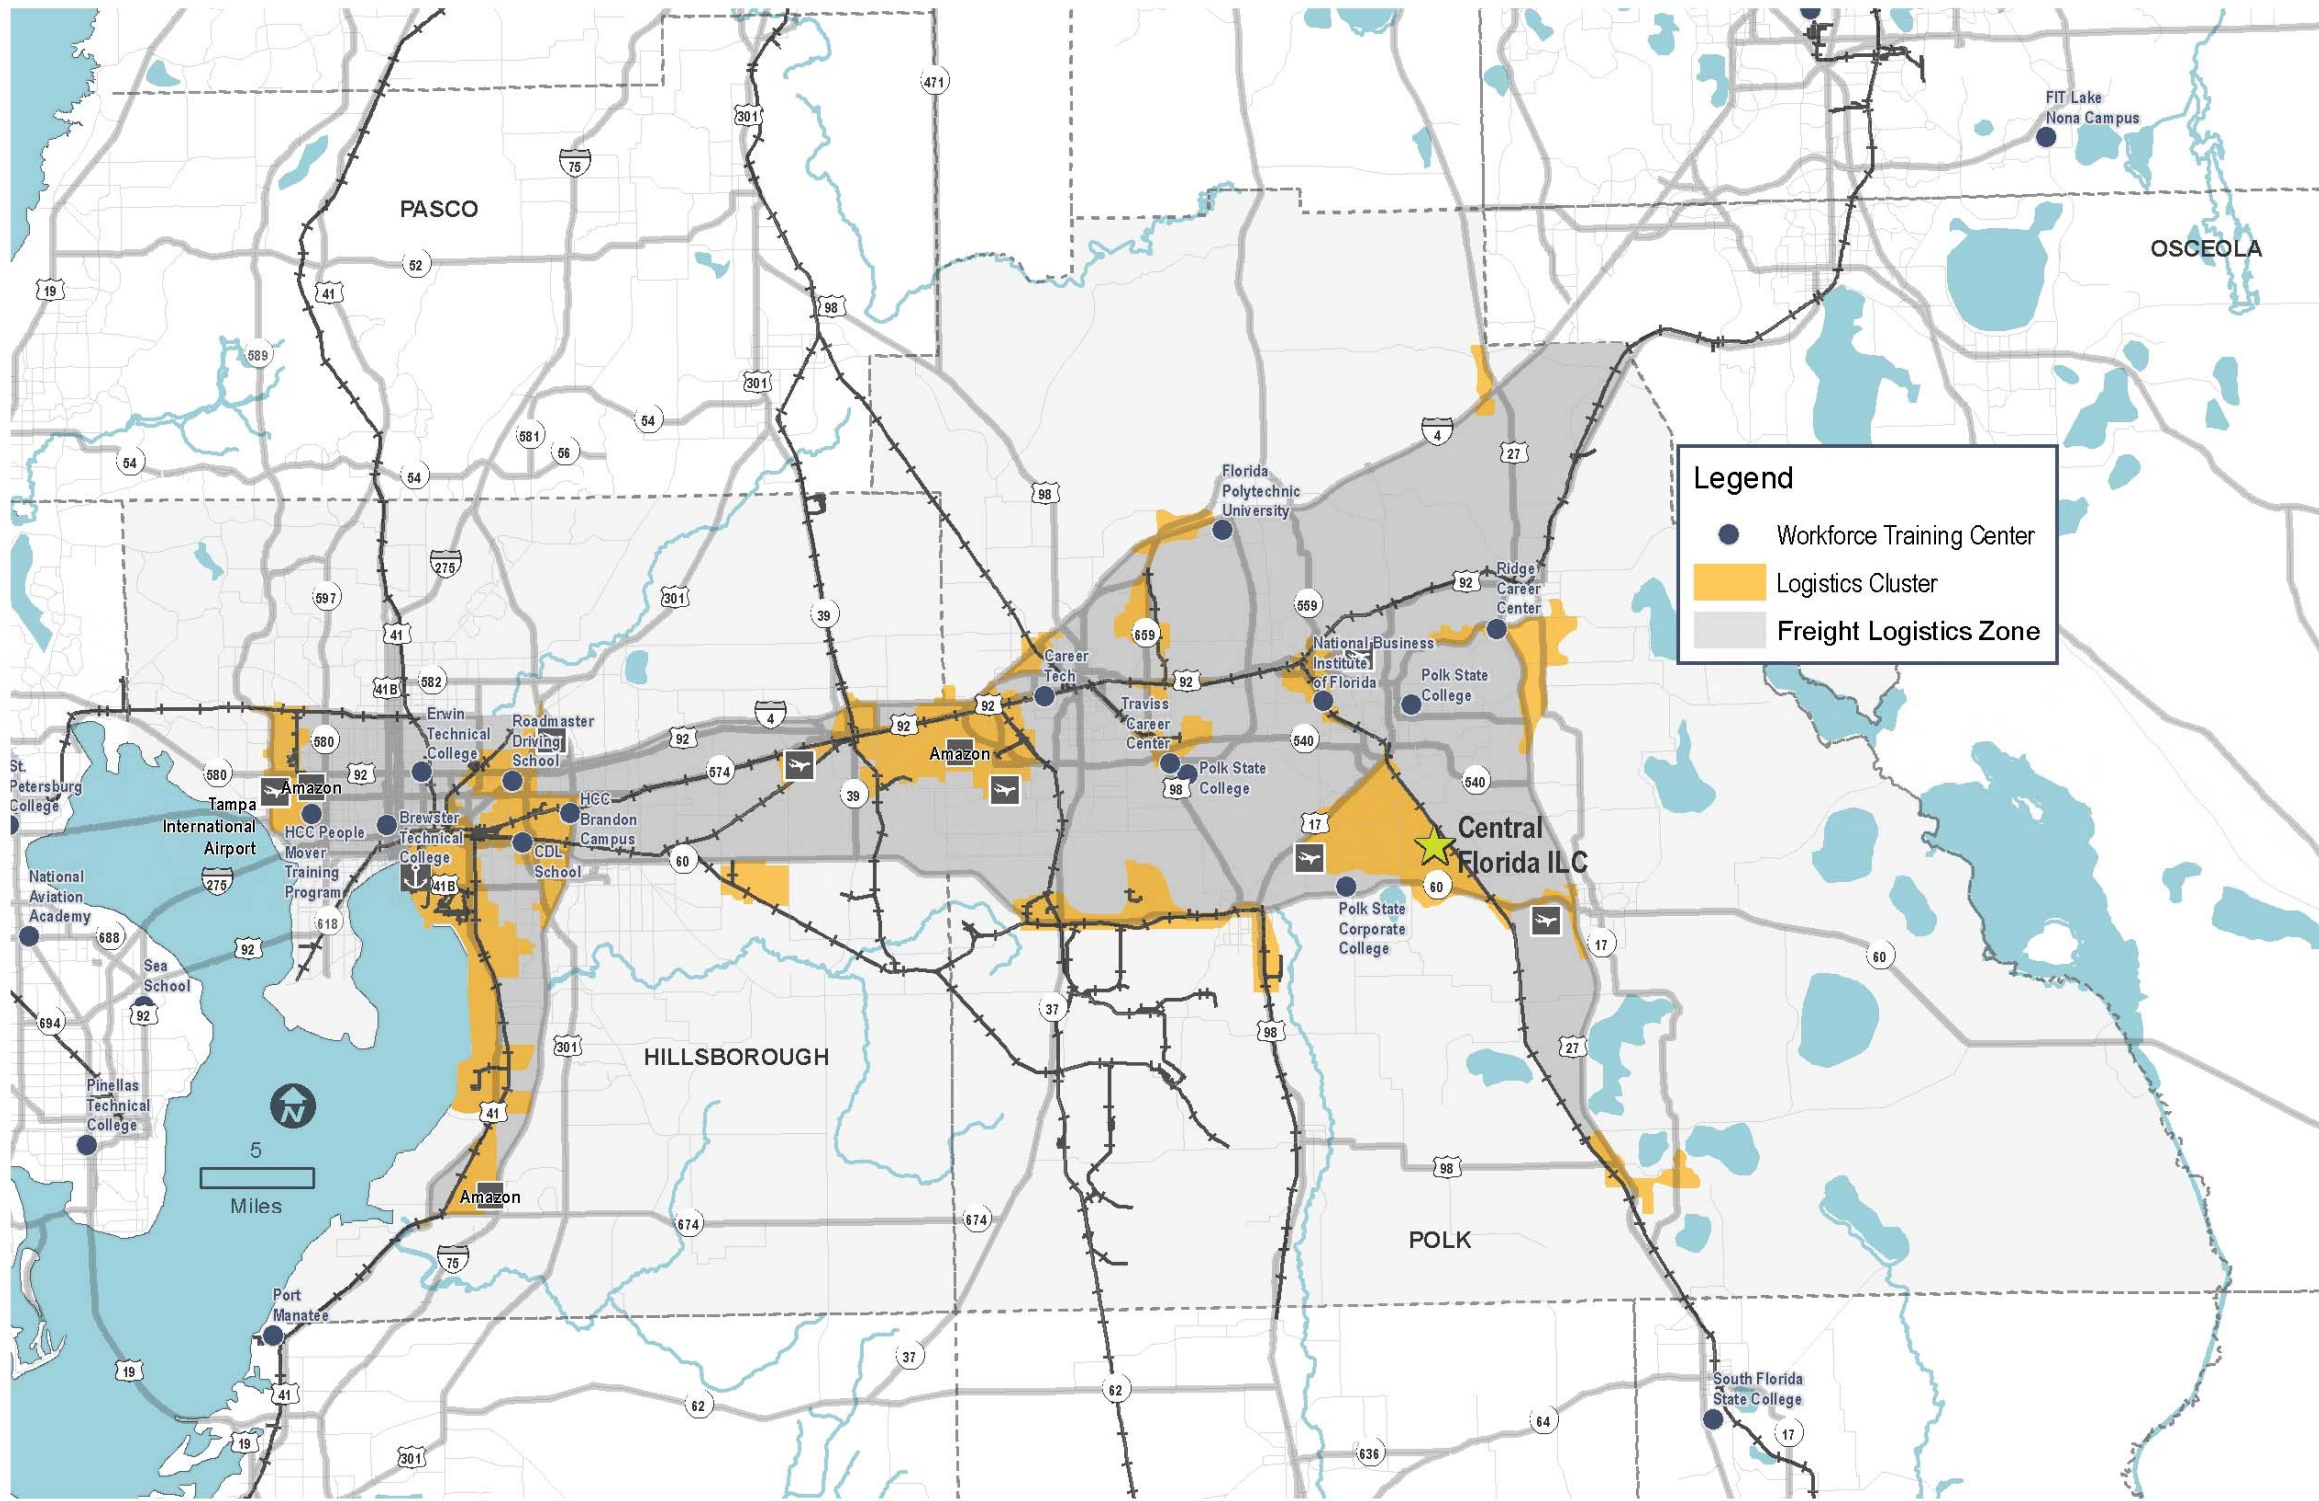 471
301
FIT Lake
Nona Campus
75
PASCO
OSCEOLA
52
19
41
98
589
301
54
4
581
56
27
54
54
98
Florida
Polytechnic
University
Legend
Workforce Training Center
Logistics Cluster
Freight Logistics Zone
275
597
301
39
559
92
Ridge
Career
Center
41
659
National Business
Institute
of Florida
Career
Tech
41B
582
92
Polk State
College
Erwin
Technical
College
Roadmaster
Driving
School
4
92
92
92
Traviss
Career
Center
580
540
St.
Petersburg
College
580
92
574
Amazon
Polk State
College
540
Amazon
39
98
Tampa
International
Airport
HCC People
Mover
Training
Program
Brewster
Technical
College
HCC
Brandon
Campus
17
Central
Florida ILC
CDL
School
60
275
National
Aviation
Academy
41B
60
Polk State
Corporate
College
618
688
92
17
60
Sea
School
92
694
37
98
301
HILLSBOROUGH
27
Pinellas
Technical
College
N
41
5
Miles
98
Amazon
674
674
POLK
75
Port
Manatee
19
37
41
62
62
South Florida
State College
64
17
19
301
636